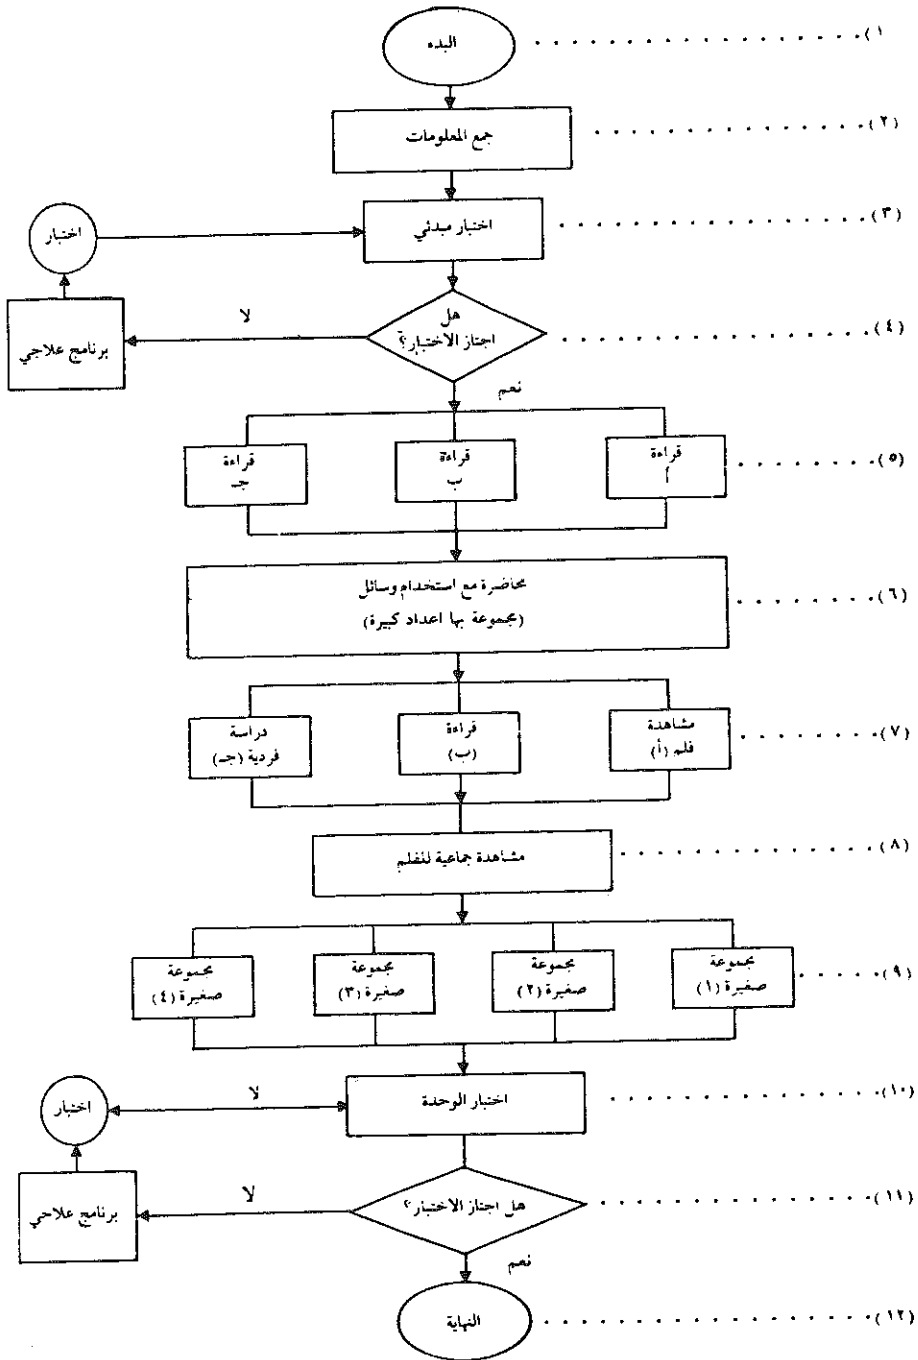 البدء
(١
جمع المعلومات
(٢)
اختبار مبدئي
(٣)
اختبار
هل
اجتاز الاختبار؟
(٤)
لا
برنامج علاجي
نعم
قراءة
أ
قراءة
ب
قراءة
جـ
(٥)
محاضرة مع استخدام وسائل
(مجموعة بها اعداد كبيرة)
(٦)
مشاهدة
فلم (أ)
قراءة
(ب)
دراسة
فردية (جـ)
(٧)
مشاهدة جماعية للفلم
(٨)
مجموعة
صغيرة (١)
مجموعة
صغيرة (٢)
مجموعة
صغيرة (٣)
مجموعة
صغيرة (٤)
(٩)
اختبار الوحدة
(١٠)
لا
اختبار
هل اجتاز الاختبار؟
(١١)
لا
برنامج علاجي
نعم
النهاية
(١٢)